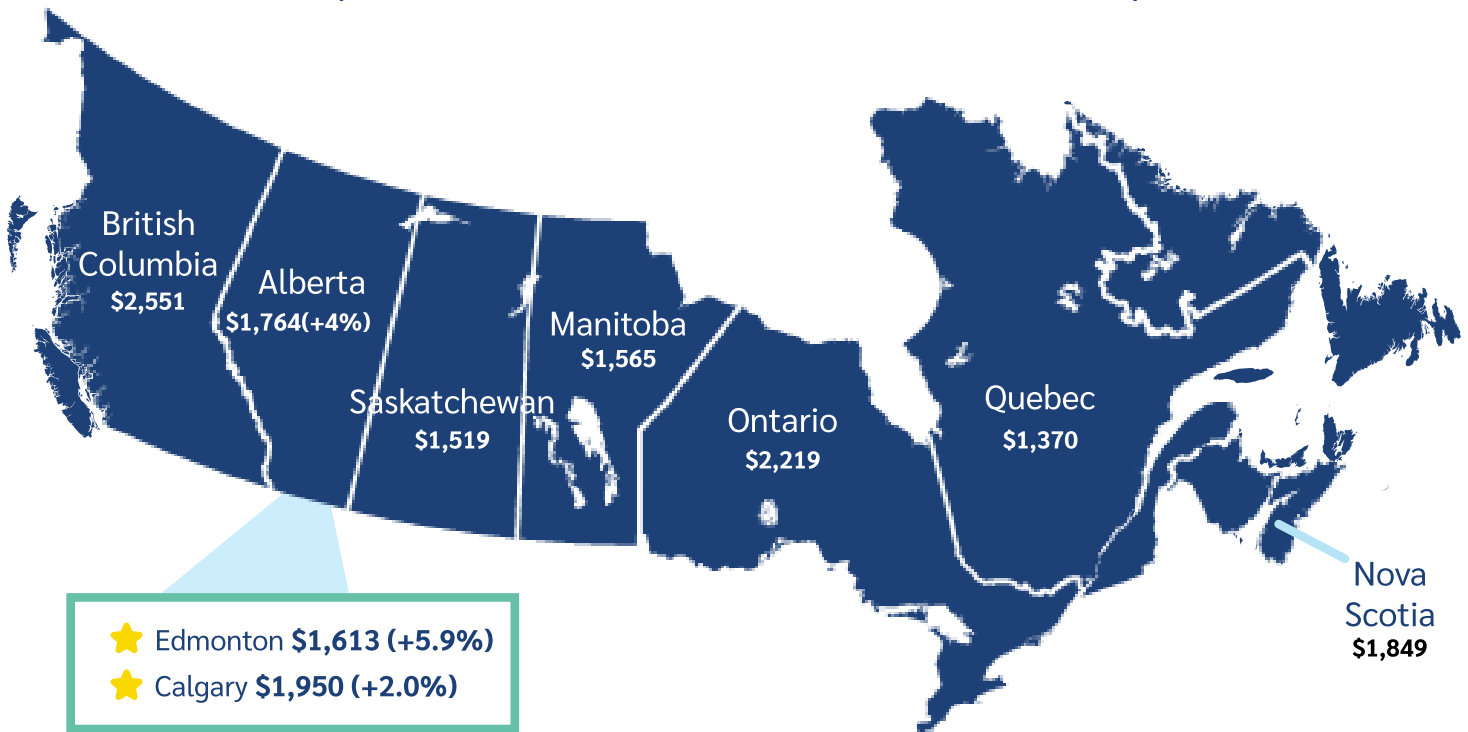 British
Columbia
$2,551
Alberta
$1,764(+4%)
Saskatchewan
$1,519
Manitoba
$1,565
Ontario
$2,219
Quebec
$1,370
Nova
Scotia
$1,849
Edmonton $1,613 (+5.9%)
Calgary $1,950 (+2.0%)